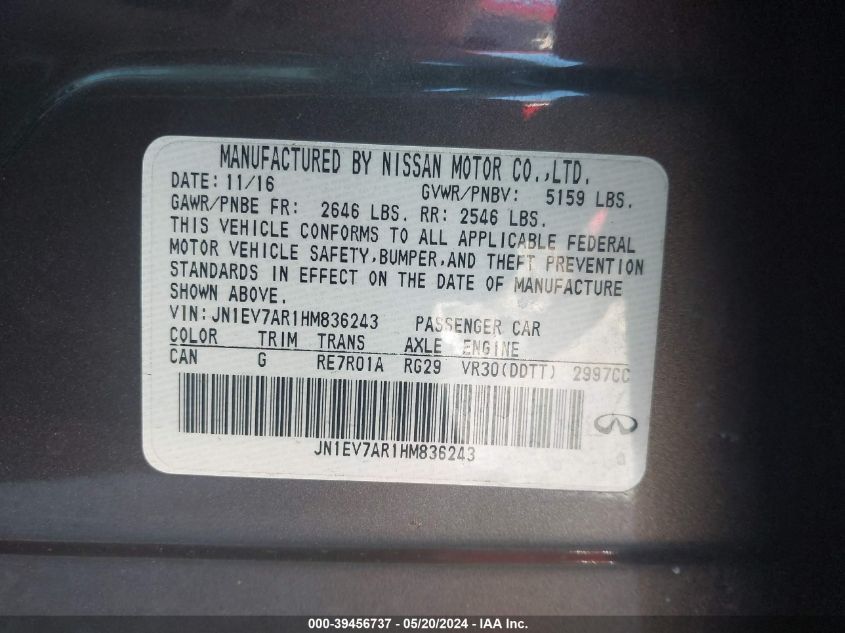 MANUFACTURED BY NISSAN MOTOR CO.,LTD.
DATE: 11/16 GVWR/PNBV: 5159 LBS.
GAWR/PNBE FR: 2646 LBS. RR: 2546 LBS.
THIS VEHICLE CONFORMS TO ALL APPLICABLE FEDERAL
MOTOR VEHICLE SAFETY,BUMPER,AND THEFT PREVENTION
STANDARDS IN EFFECT ON THE DATE OF MANUFACTURE
SHOWN ABOVE.
VIN:JN1EV7AR1HM836243 PASSENGER CAR
COLOR TRIM TRANS AXLE ENGINE
CAN G RE7R01A RG29 VR30(DDTT) 2997CC
JN1EV7AR1HM836243
000-39456737 - 05/20/2024 - IAA Inc.